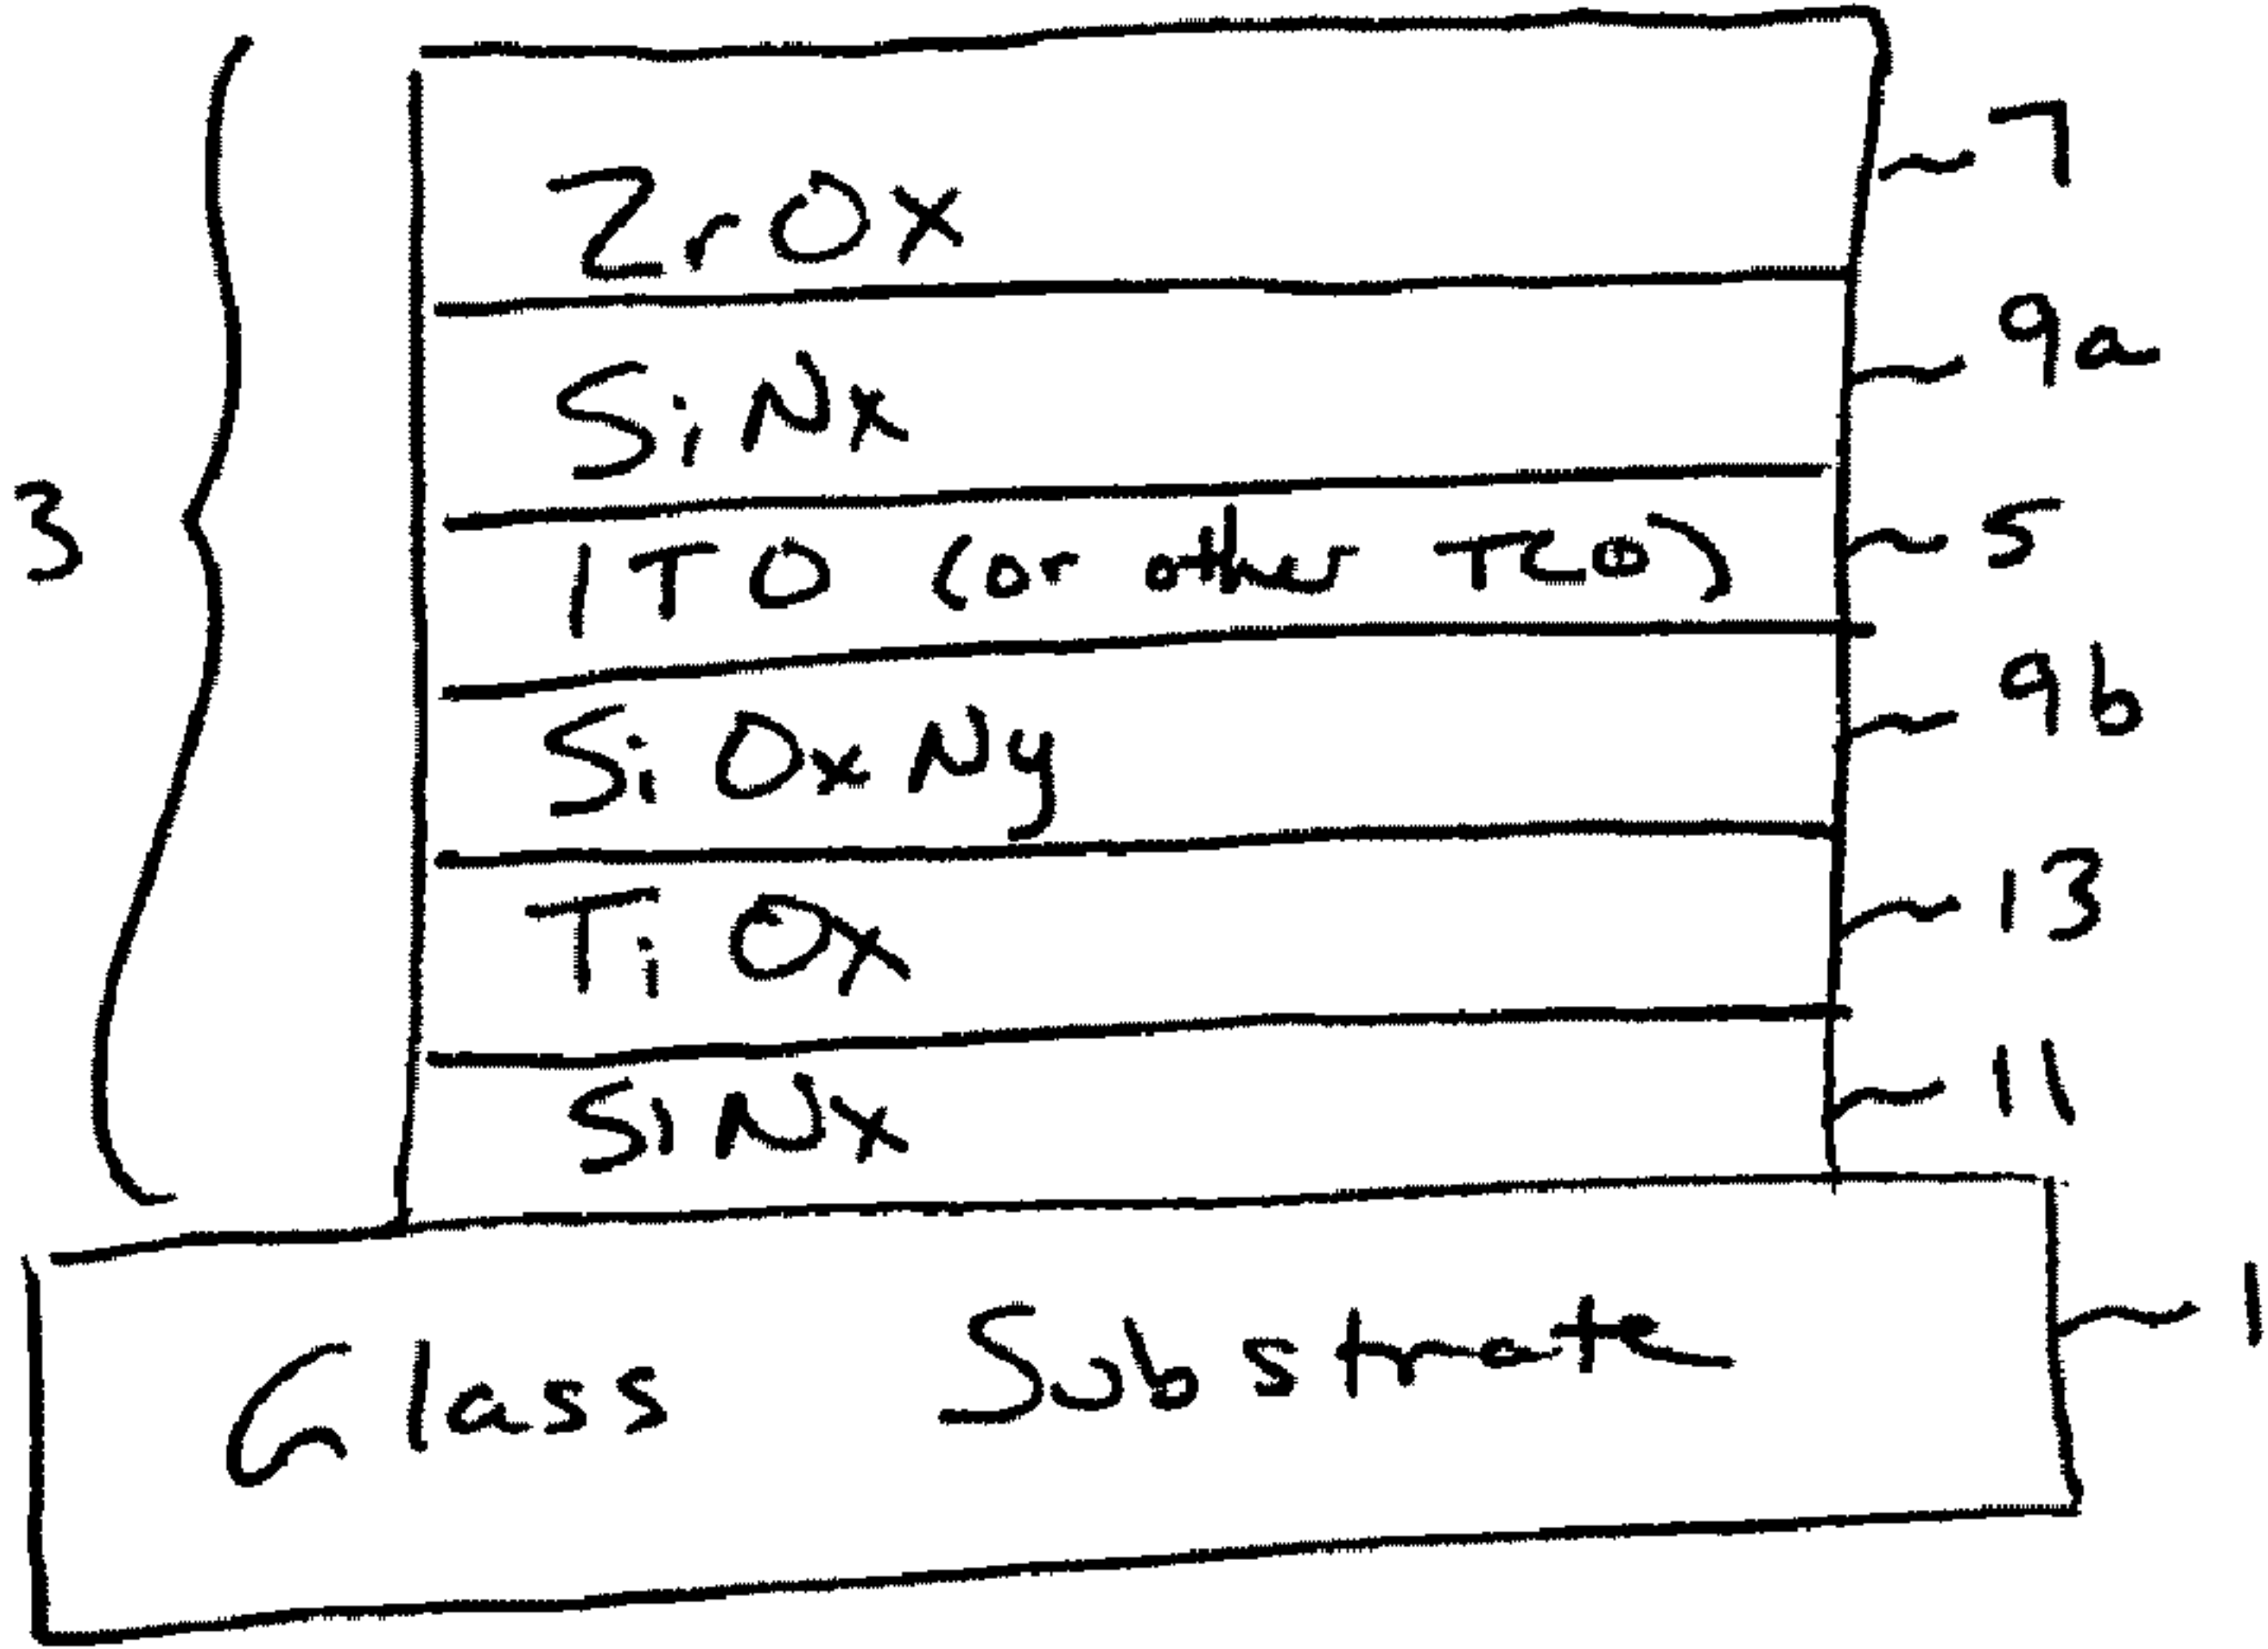 7
ZrOx
9a
SiNx
3
ITO (or other TCO)
5
9b
SiOxNy
TiOx
13
SiNx
11
Glass Substrate
1